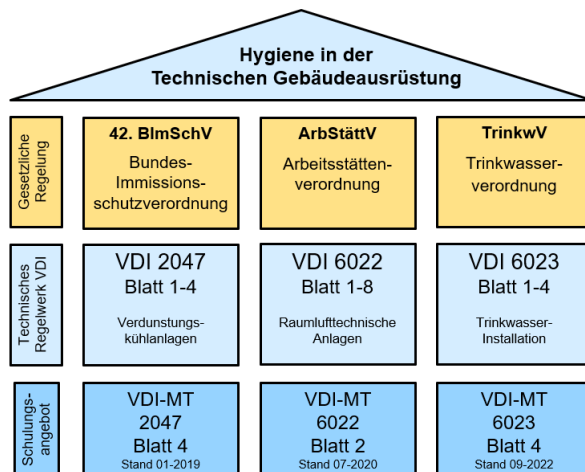 Hygiene in der
Technischen Gebäudeausrüstung
Gesetzliche
Regelung
42. BImSchV
Bundes-
Immissions-
schutzverordnung
ArbStättV
Arbeitsstätten-
verordnung
TrinkwV
Trinkwasser-
verordnung
Technisches
Regelwerk VDI
VDI 2047
Blatt 1-4
Verdunstungs-
kühlanlagen
VDI 6022
Blatt 1-8
Raumlufttechnische
Anlagen
VDI 6023
Blatt 1-4
Trinkwasser-
Installation
Schulungs-
angebot
VDI-MT
2047
Blatt 4
Stand 01-2019
VDI-MT
6022
Blatt 2
Stand 07-2020
VDI-MT
6023
Blatt 4
Stand 09-2022